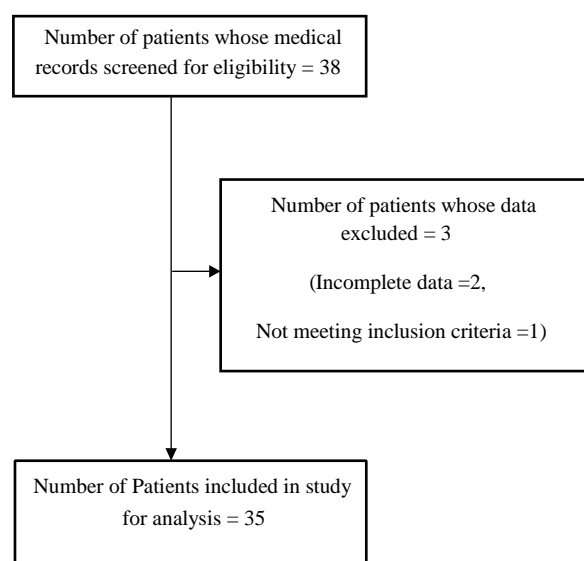 Number of patients whose medical
records screened for eligibility = 38
Number of patients whose data
excluded = 3
(Incomplete data =2,
Not meeting inclusion criteria =1)
Number of Patients included in study
for analysis = 35